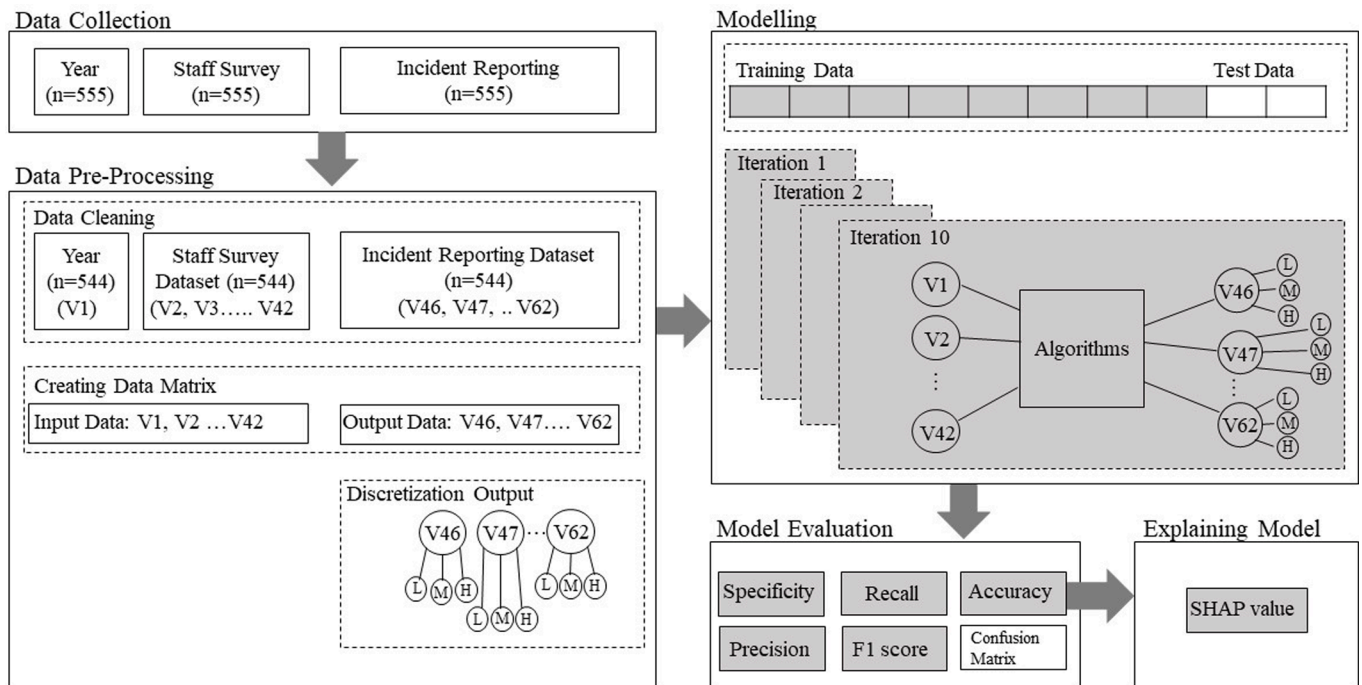 Data Collection
Year
(n=555)
Staff Survey
(n=555)
Incident Reporting
(n=555)
Data Pre-Processing
Data Cleaning
Year
(n=544)
(V1)
Staff Survey
Dataset (n=544)
(V2, V3….. V42
Incident Reporting Dataset
(n=544)
(V46, V47, .. V62)
Creating Data Matrix
Input Data: V1, V2 …V42
Output Data: V46, V47…. V62
Discretization Output
V46
V47
…
V62
L
M
H
L
M
H
L
M
H
Modelling
Training Data
Test Data
Iteration 1
Iteration 2
Iteration 10
V1
V2
⋮
V42
Algorithms
V46
L
M
H
V47
L
M
H
⋮
V62
L
M
H
Model Evaluation
Specificity
Recall
Accuracy
Precision
F1 score
Confusion
Matrix
Explaining Model
SHAP value